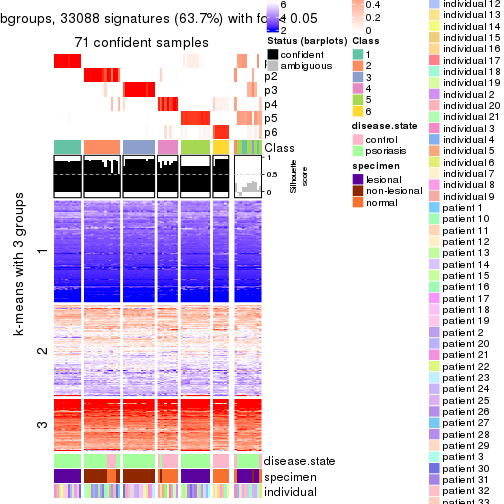 bgroups, 33088 signatures (63.7%) with fdr < 0.05
71 confident samples
p2
p3
p4
p5
p6
Class
1
0.5
0
Silhouette
score
k-means with 3 groups
1
2
3
disease.state
specimen
individual
6
4
2
0
Status (barplots)
confident
ambiguous
0.4
0.2
0
Class
1
2
3
4
5
6
disease.state
control
psoriasis
specimen
lesional
non-lesional
normal
individual 12
individual 13
individual 14
individual 15
individual 16
individual 17
individual 18
individual 19
individual 2
individual 20
individual 21
individual 3
individual 4
individual 5
individual 6
individual 7
individual 8
individual 9
patient 1
patient 10
patient 11
patient 12
patient 13
patient 14
patient 15
patient 16
patient 17
patient 18
patient 19
patient 2
patient 20
patient 21
patient 22
patient 23
patient 24
patient 25
patient 26
patient 27
patient 28
patient 29
patient 3
patient 30
patient 31
patient 32
patient 33